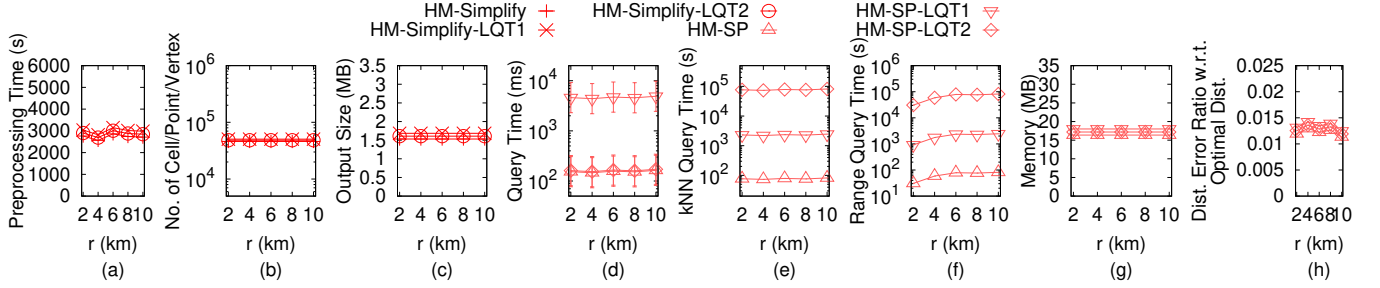 HM-Simplify
HM-Simplify-LQT1
HM-Simplify-LQT2
HM-SP
HM-SP-LQT1
HM-SP-LQT2
Preprocessing Time (s)
6000
5000
4000
3000
2000
1000
0
2 4 6 8 10
r (km)
(a)
No. of Cell/Point/Vertex
10^6
10^5
10^4
2 4 6 8 10
r (km)
(b)
Output Size (MB)
3.5
3
2.5
2
1.5
1
0.5
0
2 4 6 8 10
r (km)
(c)
Query Time (ms)
10^4
10^3
10^2
2 4 6 8 10
r (km)
(d)
kNN Query Time (s)
10^5
10^4
10^3
10^2
2 4 6 8 10
r (km)
(e)
Range Query Time (s)
10^6
10^5
10^4
10^3
10^2
10^1
2 4 6 8 10
r (km)
(f)
Memory (MB)
35
30
25
20
15
10
5
0
2 4 6 8 10
r (km)
(g)
Dist. Error Ratio w.r.t.
Optimal Dist.
0.025
0.02
0.015
0.01
0.005
0
2 4 6 8 10
r (km)
(h)